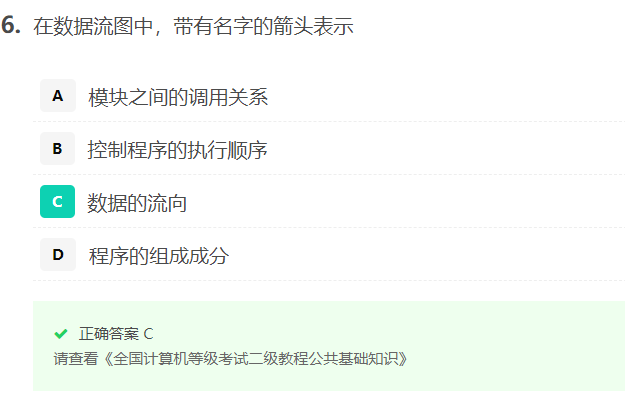 6. 在数据流图中，带有名字的箭头表示
A 模块之间的调用关系
B 控制程序的执行顺序
C 数据的流向
D 程序的组成成分
正确答案 C
请查看《全国计算机等级考试二级教程公共基础知识》